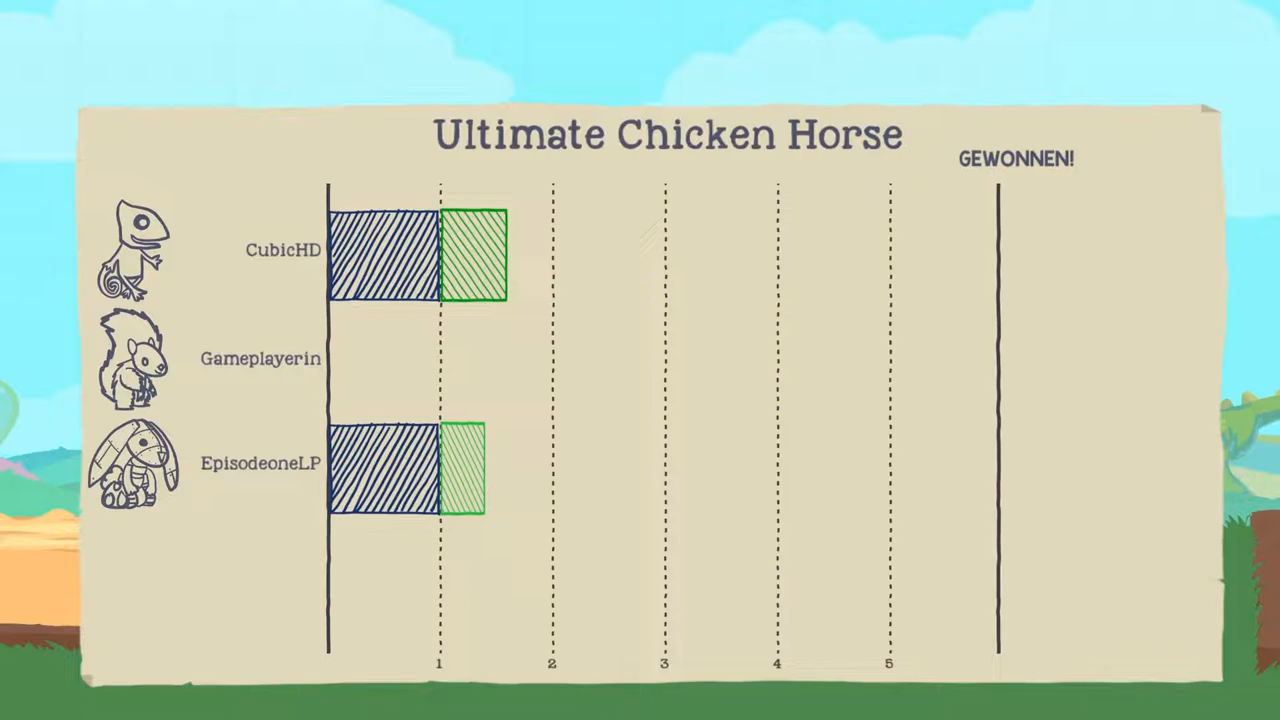 Ultimate Chicken Horse
GEWONNEN!
CubicHD
Gameplayerin
EpisodeoneLP
1 2 3 4 5